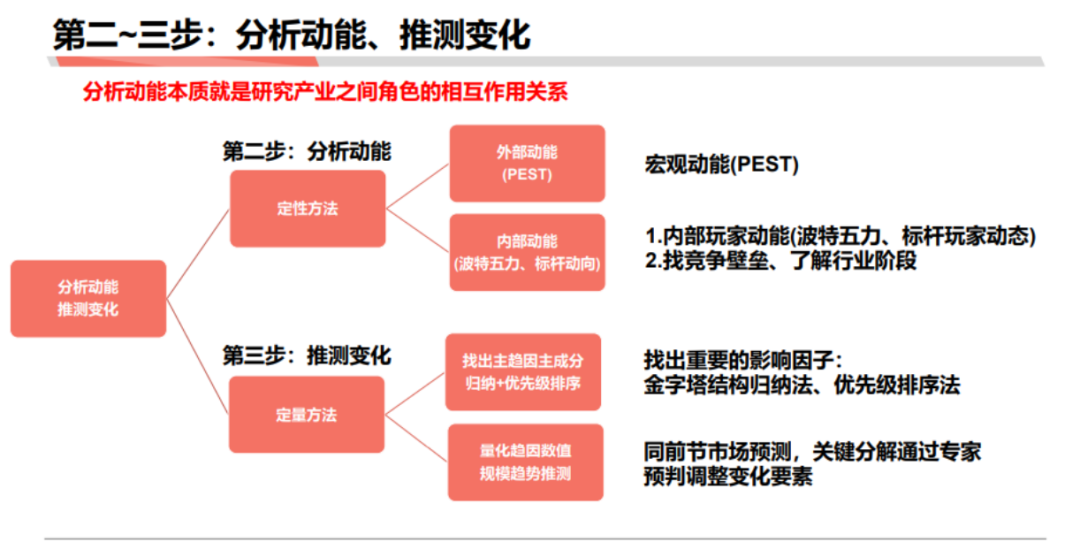 第二~三步：分析动能、推测变化
分析动能本质就是研究产业之间角色的相互作用关系
第二步：分析动能
外部动能
(PEST)
宏观动能(PEST)
定性方法
内部动能
(波特五力、标杆动向)
1.内部玩家动能(波特五力、标杆玩家动态)
2.找竞争壁垒、了解行业阶段
分析动能
推测变化
第三步：推测变化
找出主趋因主成分
归纳+优先级排序
找出重要的影响因子：
金字塔结构归纳法、优先级排序法
定量方法
量化趋因数值
规模趋势推测
同前节市场预测，关键分解通过专家
预判调整变化要素